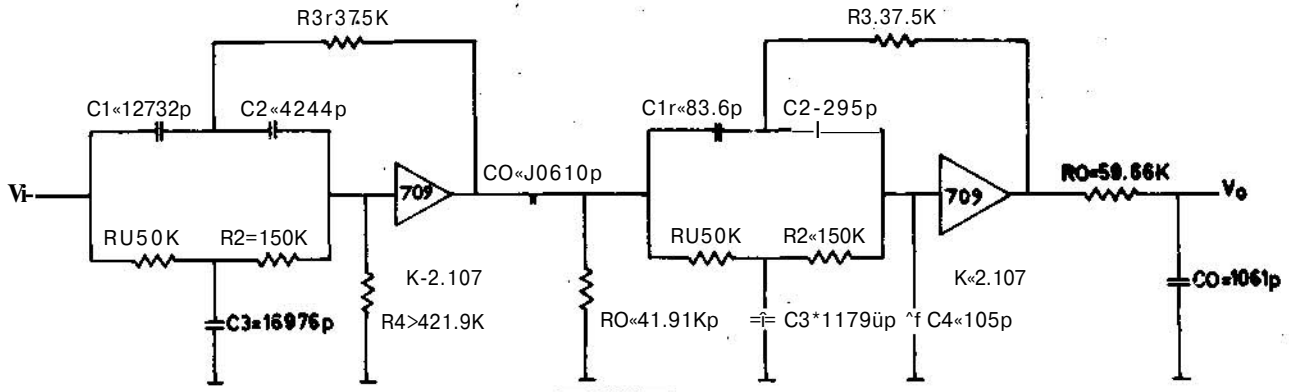 R3r37.5K
R3.37.5K
C1«12732p
C2«4244p
C1r«83.6p
C2-295p
Vi-
709
CO«J0610p
709
RO=59.66K
Vo
RU50K
R2=150K
RU50K
R2«150K
K-2.107
K«2.107
CO=1061p
C3=16976p
R4>421.9K
RO«41.91Kp
=î= C3*1179üp
^f C4«105p